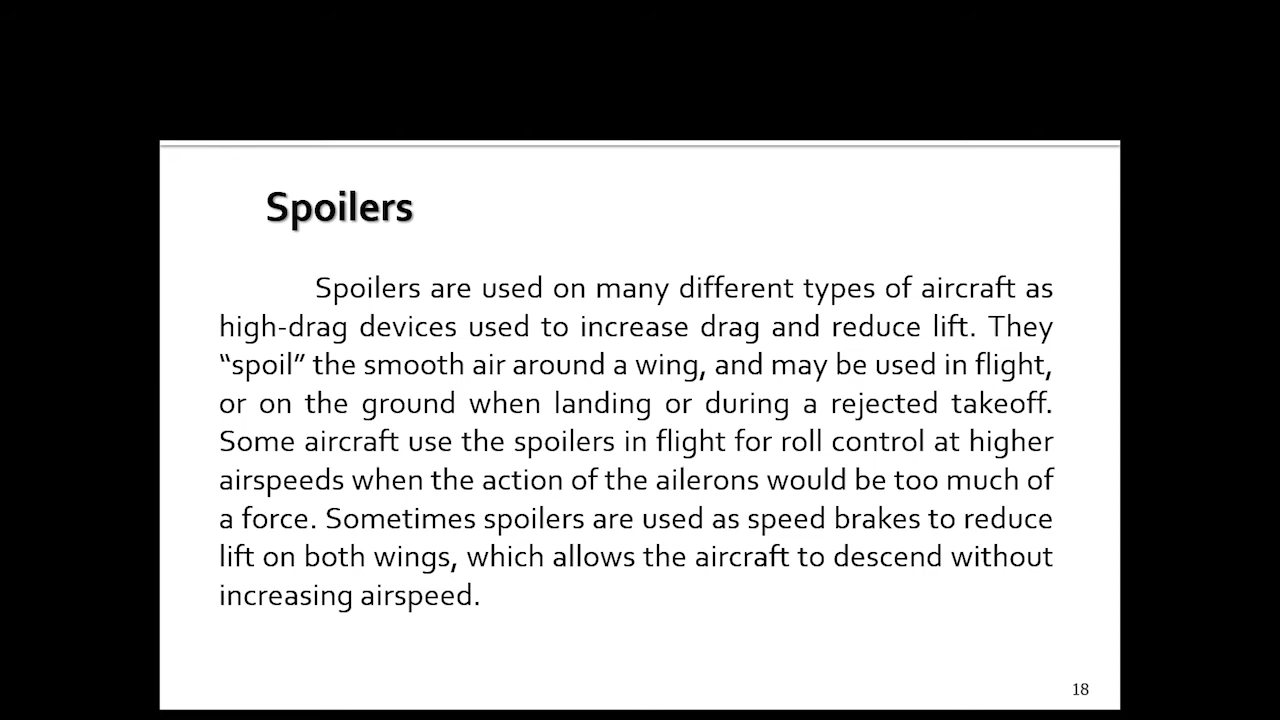 Spoilers
Spoilers are used on many different types of aircraft as
high-drag devices used to increase drag and reduce lift. They
“spoil” the smooth air around a wing, and may be used in flight,
or on the ground when landing or during a rejected takeoff.
Some aircraft use the spoilers in flight for roll control at higher
airspeeds when the action of the ailerons would be too much of
a force. Sometimes spoilers are used as speed brakes to reduce
lift on both wings, which allows the aircraft to descend without
increasing airspeed.
18